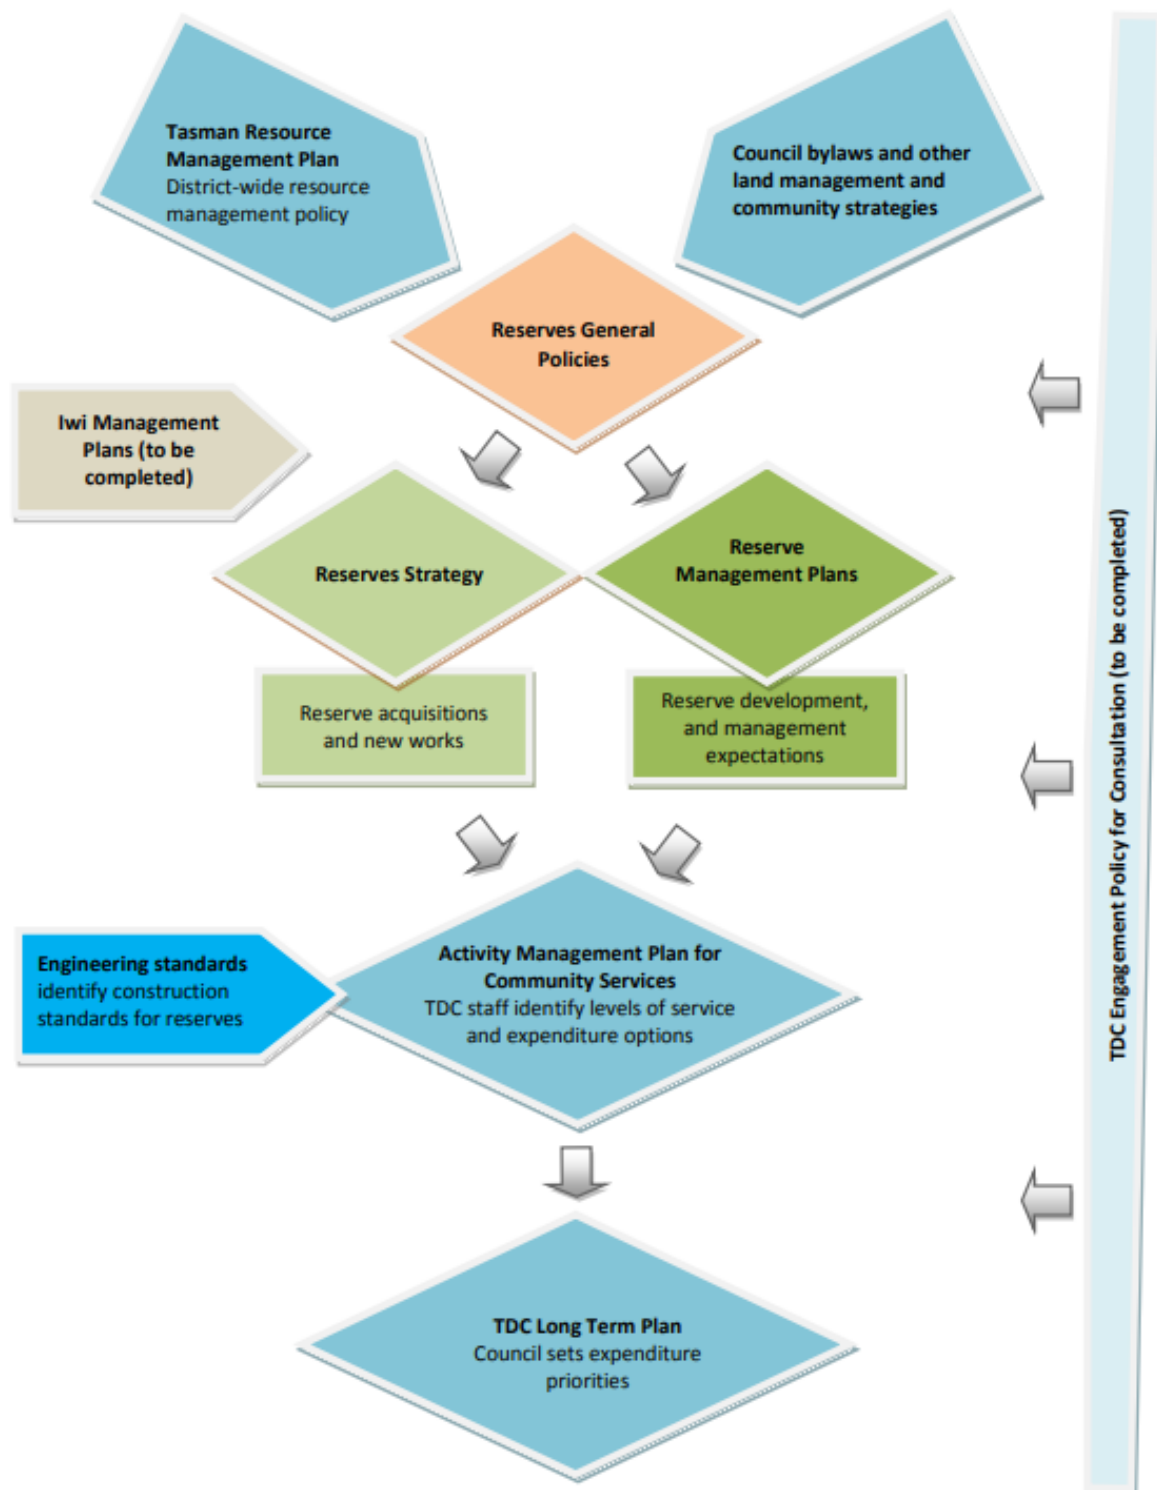 Tasman Resource
Management Plan
District-wide resource
management policy
Council bylaws and other
land management and
community strategies
Reserves General
Policies
Iwi Management
Plans (to be
completed)
Reserves Strategy
Reserve
Management Plans
Reserve acquisitions
and new works
Reserve development,
and management
expectations
Engineering standards
identify construction
standards for reserves
Activity Management Plan for
Community Services
TDC staff identify levels of service
and expenditure options
TDC Long Term Plan
Council sets expenditure
priorities
TDC Engagement Policy for Consultation (to be completed)